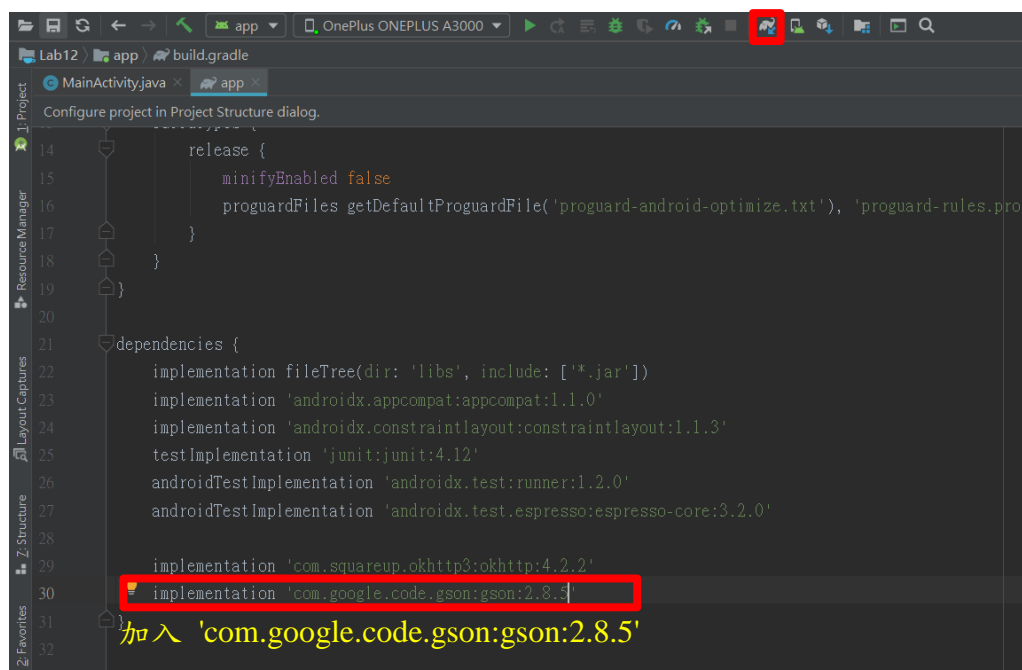 app
OnePlus ONEPLUS A3000
Lab12 app build.gradle
MainActivity.java app
Configure project in Project Structure dialog.
1: Project
Resource Manager
Layout Captures
7: Structure
2: Favorites
14 release {
15 minifyEnabled false
16 proguardFiles getDefaultProguardFile('proguard-android-optimize.txt'), 'proguard-rules.pro
17 }
18 }
19 }
20
21 dependencies {
22 implementation fileTree(dir: 'libs', include: ['*.jar'])
23 implementation 'androidx.appcompat:appcompat:1.1.0'
24 implementation 'androidx.constraintlayout:constraintlayout:1.1.3'
25 testImplementation 'junit:junit:4.12'
26 androidTestImplementation 'androidx.test:runner:1.2.0'
27 androidTestImplementation 'androidx.test.espresso:espresso-core:3.2.0'
28
29 implementation 'com.squareup.okhttp3:okhttp:4.2.2'
30 implementation 'com.google.code.gson:gson:2.8.5'
31 }
加入 'com.google.code.gson:gson:2.8.5'
32